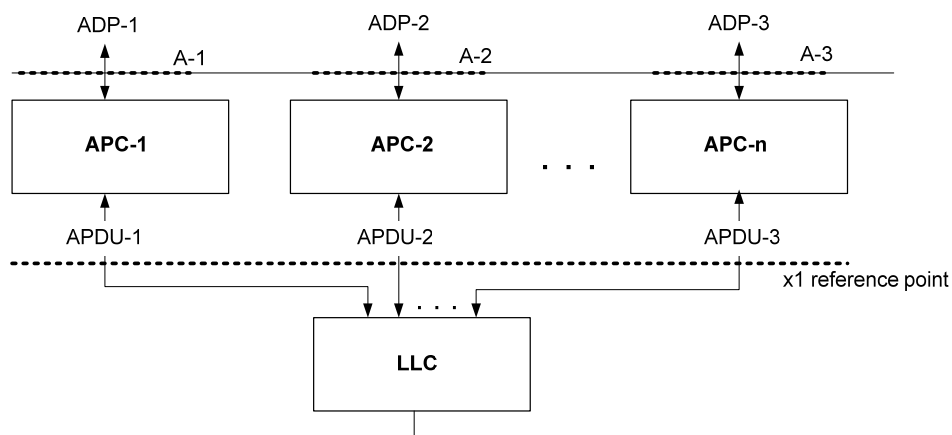 ADP-1 ADP-2 ADP-3
A-1 A-2 A-3
APC-1 APC-2 . . . APC-n
APDU-1 APDU-2 APDU-3
x1 reference point
. . .
LLC